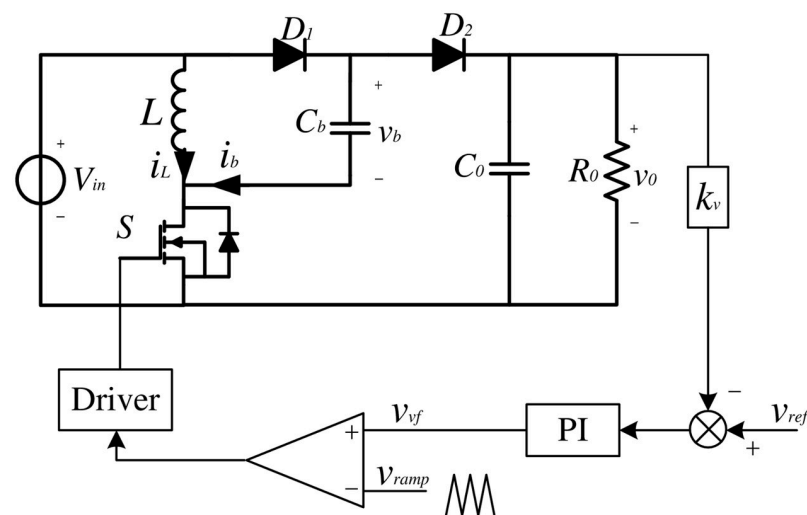 D1
D2
+
L
Cb
vb
+
Vin
iL
ib
−
C0
+
R0
v0
−
kv
−
S
Driver
vvf
+
PI
−
vref
+
vramp
−